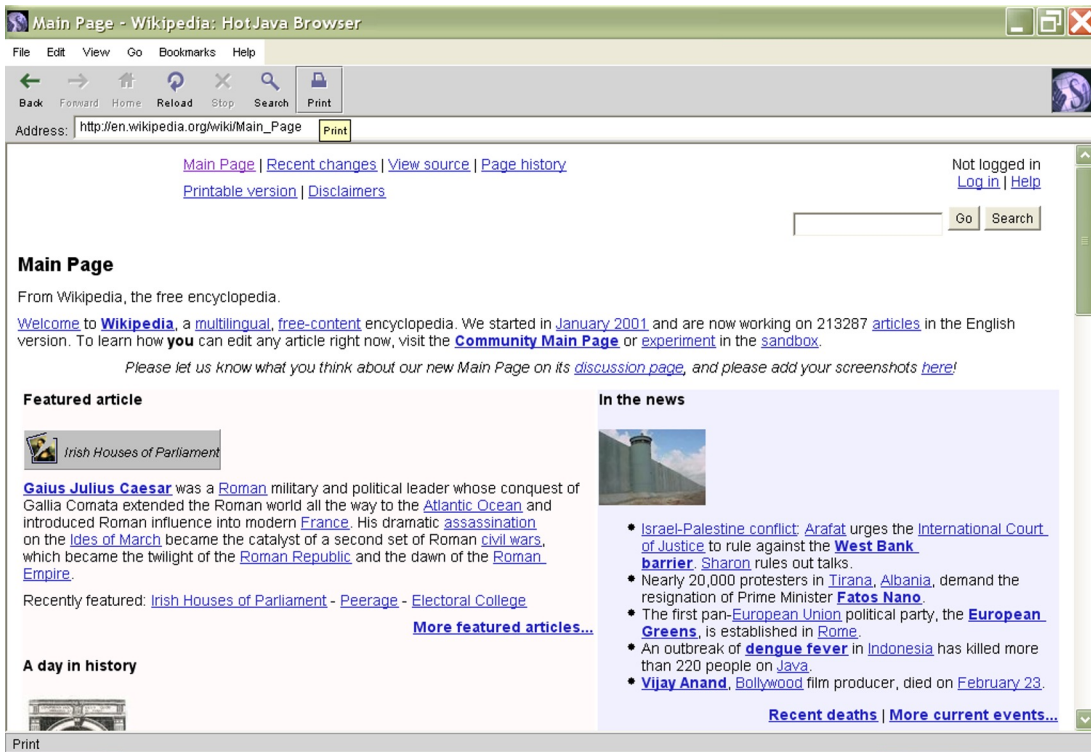 Main Page - Wikipedia: HotJava Browser
File Edit View Go Bookmarks Help
Back Forward Home Reload Stop Search Print
Address: http://en.wikipedia.org/wiki/Main_Page
Print
Main Page | Recent changes | View source | Page history
Printable version | Disclaimers
Not logged in
Log in | Help
Go Search
Main Page
From Wikipedia, the free encyclopedia.
Welcome to Wikipedia, a multilingual, free-content encyclopedia. We started in January 2001 and are now working on 213287 articles in the English
version. To learn how you can edit any article right now, visit the Community Main Page or experiment in the sandbox.
Please let us know what you think about our new Main Page on its discussion page, and please add your screenshots here!
Featured article
Irish Houses of Parliament
Gaius Julius Caesar was a Roman military and political leader whose conquest of
Gallia Comata extended the Roman world all the way to the Atlantic Ocean and
introduced Roman influence into modern France. His dramatic assassination
on the Ides of March became the catalyst of a second set of Roman civil wars,
which became the twilight of the Roman Republic and the dawn of the Roman
Empire.
Recently featured: Irish Houses of Parliament - Peerage - Electoral College
More featured articles...
A day in history
In the news
Israel-Palestine conflict: Arafat urges the International Court
of Justice to rule against the West Bank
barrier. Sharon rules out talks.
Nearly 20,000 protesters in Tirana, Albania, demand the
resignation of Prime Minister Fatos Nano.
The first pan-European Union political party, the European
Greens, is established in Rome.
An outbreak of dengue fever in Indonesia has killed more
than 220 people on Java.
Vijay Anand, Bollywood film producer, died on February 23.
Recent deaths | More current events...
Print